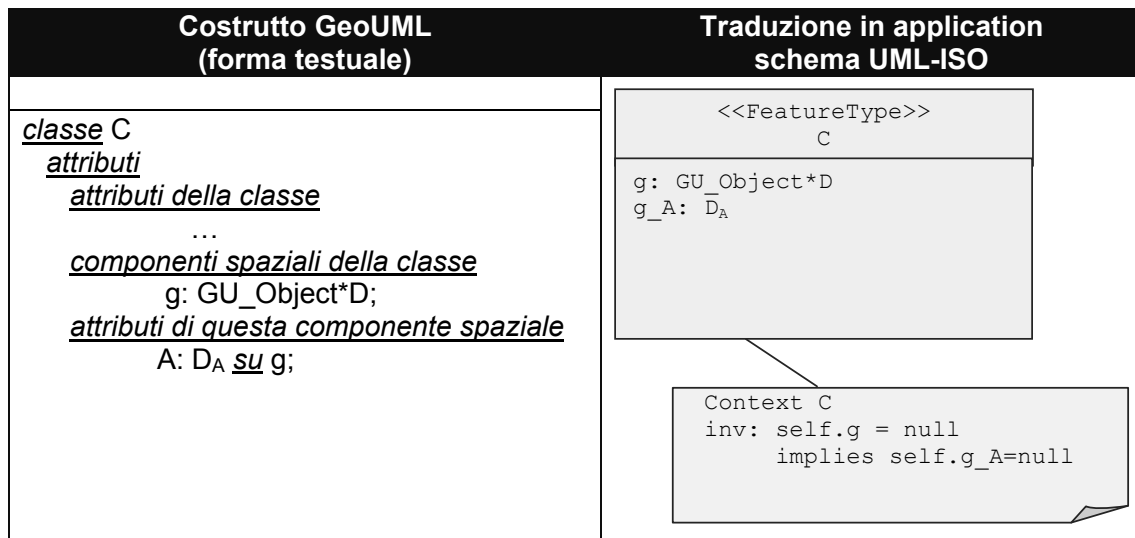 Costrutto GeoUML
(forma testuale)
Traduzione in application
schema UML-ISO
classe C
attributi
attributi della classe
…
componenti spaziali della classe
g: GU_Object*D;
attributi di questa componente spaziale
A: DA su g;
<<FeatureType>>
C
g: GU_Object*D
g_A: DA
Context C
inv: self.g = null
implies self.g_A=null